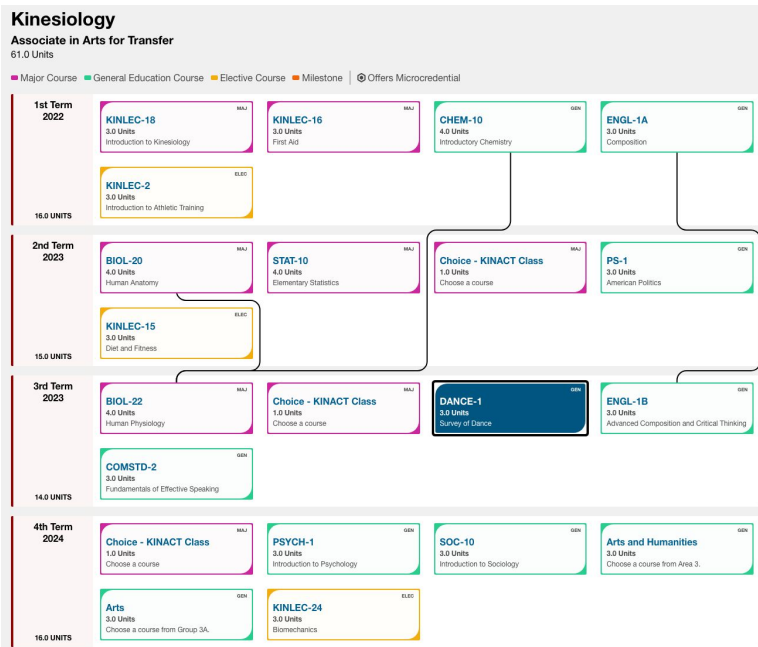 Kinesiology
Associate in Arts for Transfer
61.0 Units
Major Course General Education Course Elective Course Milestone Offers Microcredential
1st Term
2022
16.0 UNITS
MAJ
KINLEC-18
3.0 Units
Introduction to Kinesiology
MAJ
KINLEC-16
3.0 Units
First Aid
GEN
CHEM-10
4.0 Units
Introductory Chemistry
GEN
ENGL-1A
3.0 Units
Composition
ELEC
KINLEC-2
3.0 Units
Introduction to Athletic Training
2nd Term
2023
15.0 UNITS
MAJ
BIOL-20
4.0 Units
Human Anatomy
MAJ
STAT-10
4.0 Units
Elementary Statistics
MAJ
Choice - KINACT Class
1.0 Units
Choose a course
GEN
PS-1
3.0 Units
American Politics
ELEC
KINLEC-15
3.0 Units
Diet and Fitness
3rd Term
2023
14.0 UNITS
MAJ
BIOL-22
4.0 Units
Human Physiology
MAJ
Choice - KINACT Class
1.0 Units
Choose a course
GEN
DANCE-1
3.0 Units
Survey of Dance
GEN
ENGL-1B
3.0 Units
Advanced Composition and Critical Thinking
GEN
COMSTD-2
3.0 Units
Fundamentals of Effective Speaking
4th Term
2024
16.0 UNITS
MAJ
Choice - KINACT Class
1.0 Units
Choose a course
GEN
PSYCH-1
3.0 Units
Introduction to Psychology
GEN
SOC-10
3.0 Units
Introduction to Sociology
GEN
Arts and Humanities
3.0 Units
Choose a course from Area 3.
GEN
Arts
3.0 Units
Choose a course from Group 3A.
ELEC
KINLEC-24
3.0 Units
Biomechanics